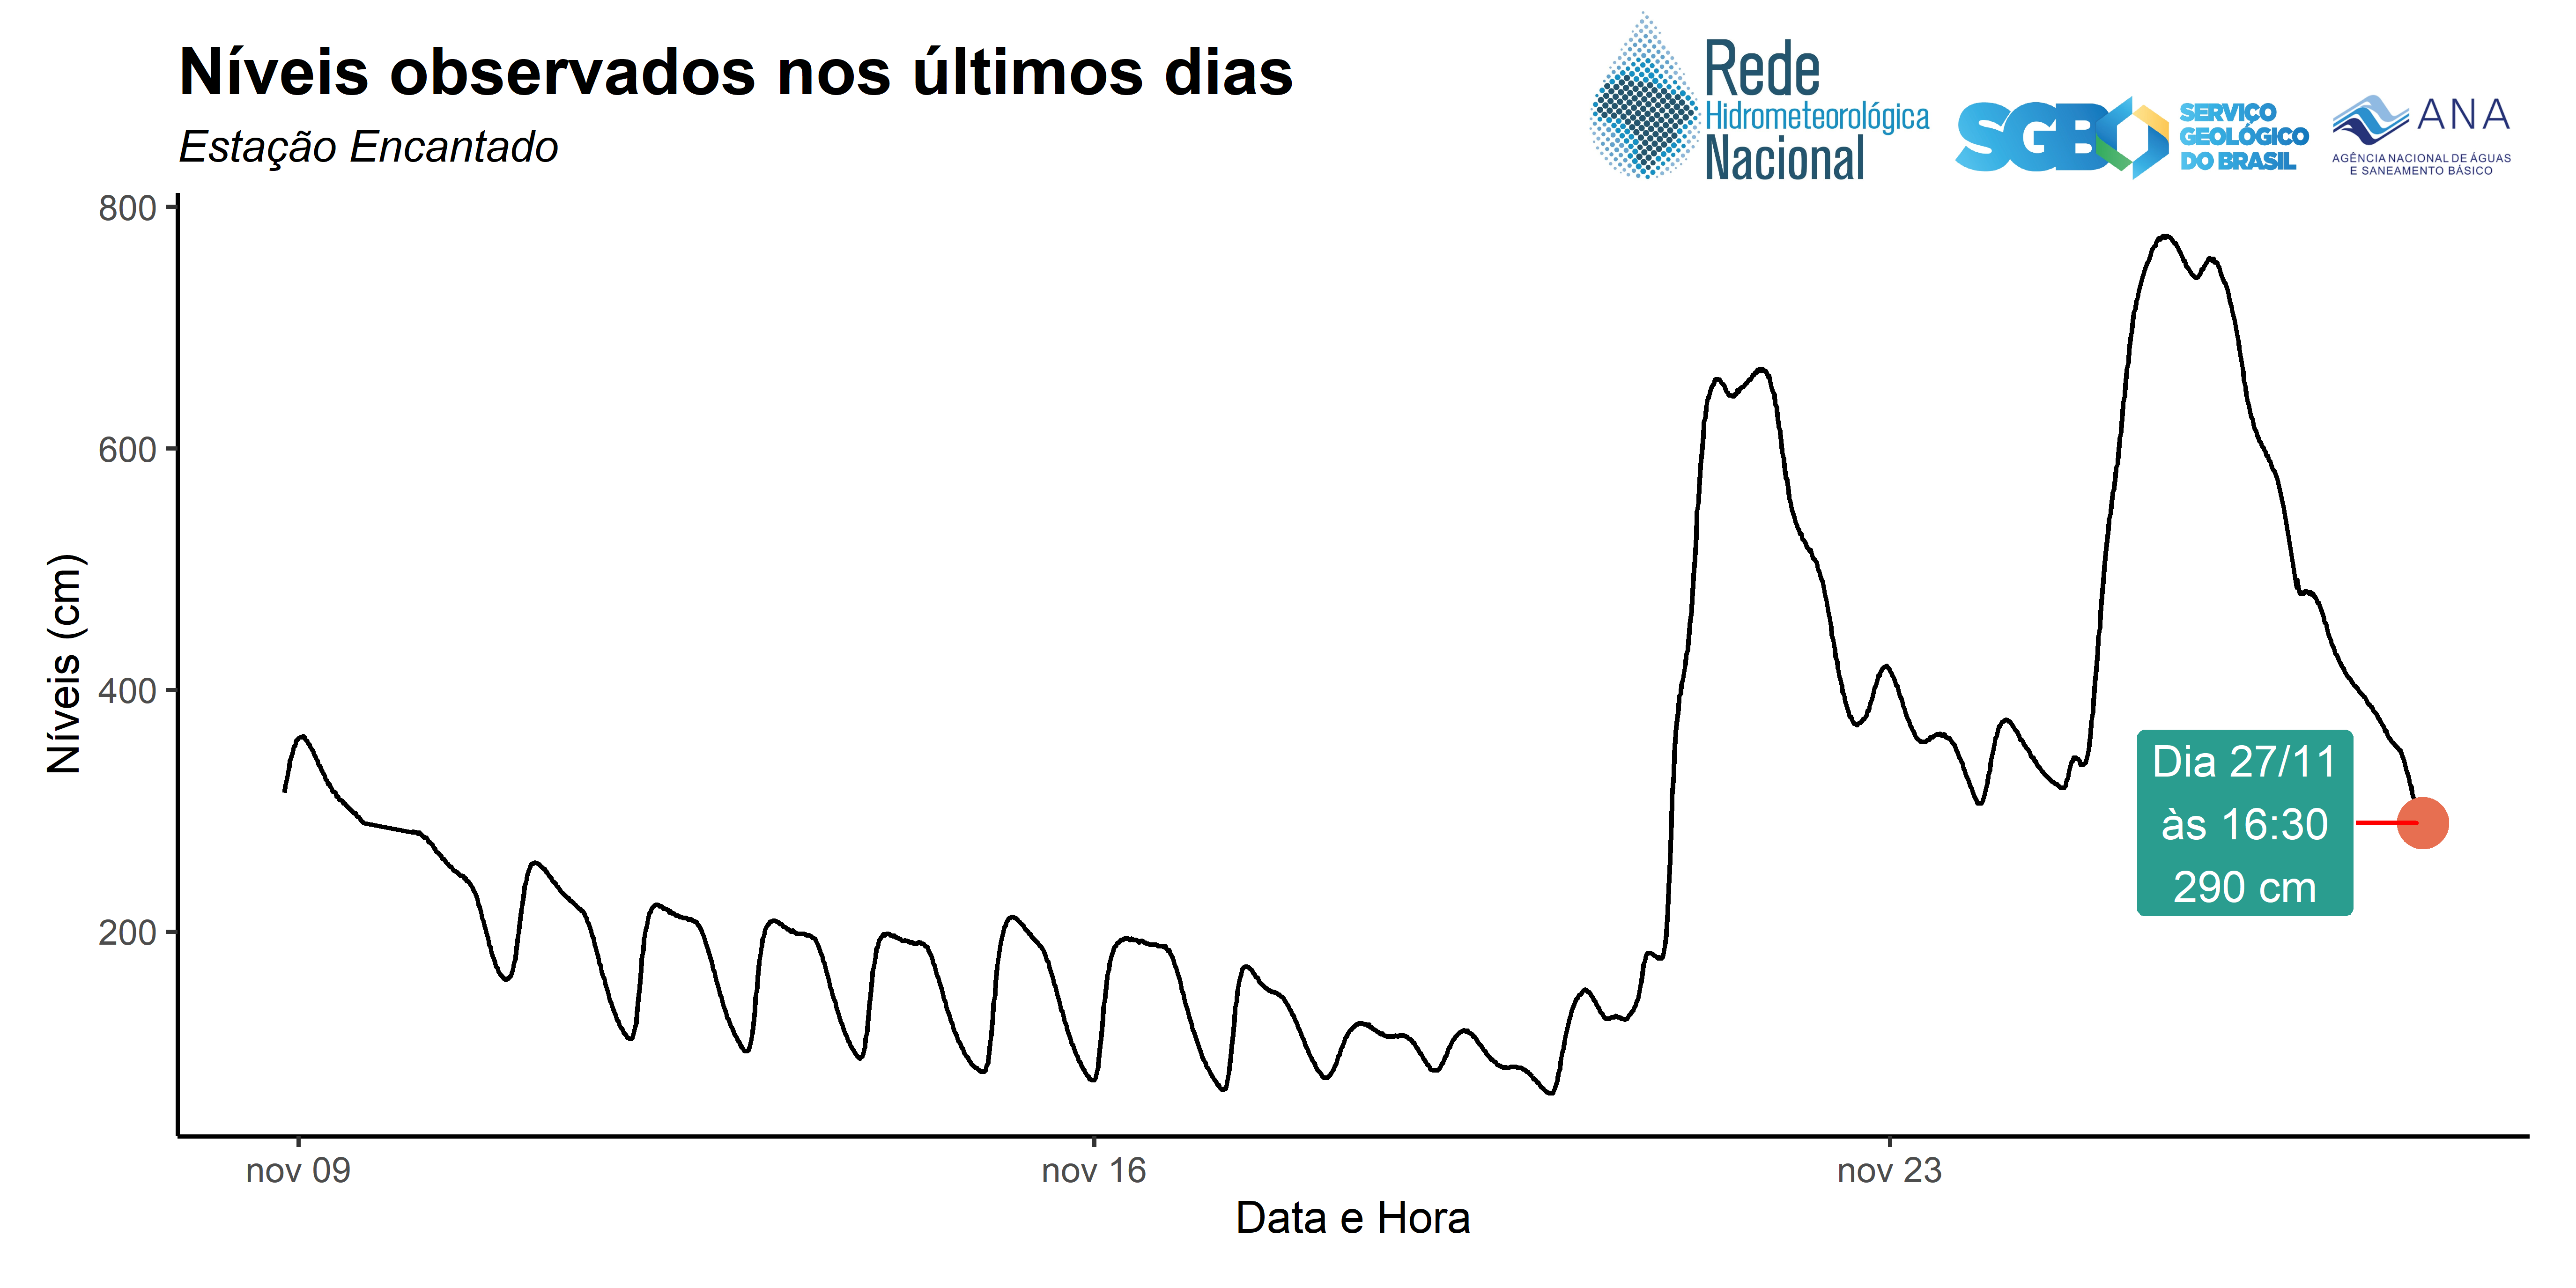 Níveis observados nos últimos dias
Estação Encantado
Rede
Hidrometeorológica
Nacional
SGB
SERVIÇO
GEOLÓGICO
DO BRASIL
ANA
AGÊNCIA NACIONAL DE ÁGUAS
E SANEAMENTO BÁSICO
Níveis (cm)
800
600
400
200
Dia 27/11
às 16:30
290 cm
nov 09
nov 16
nov 23
Data e Hora